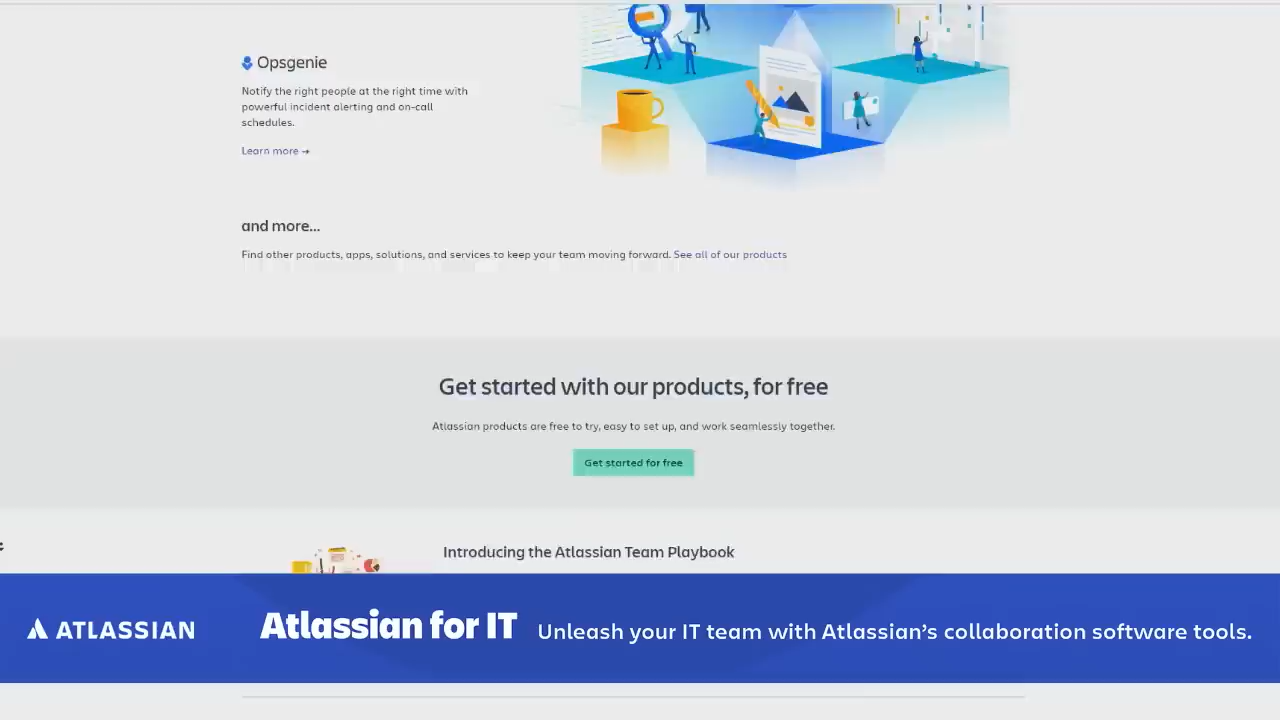 Opsgenie
Notify the right people at the right time with
powerful incident alerting and on-call
schedules.
Learn more →
and more...
Find other products, apps, solutions, and services to keep your team moving forward. See all of our products
Get started with our products, for free
Atlassian products are free to try, easy to set up, and work seamlessly together.
Get started for free
Introducing the Atlassian Team Playbook
ATLASSIAN
Atlassian for IT
Unleash your IT team with Atlassian's collaboration software tools.